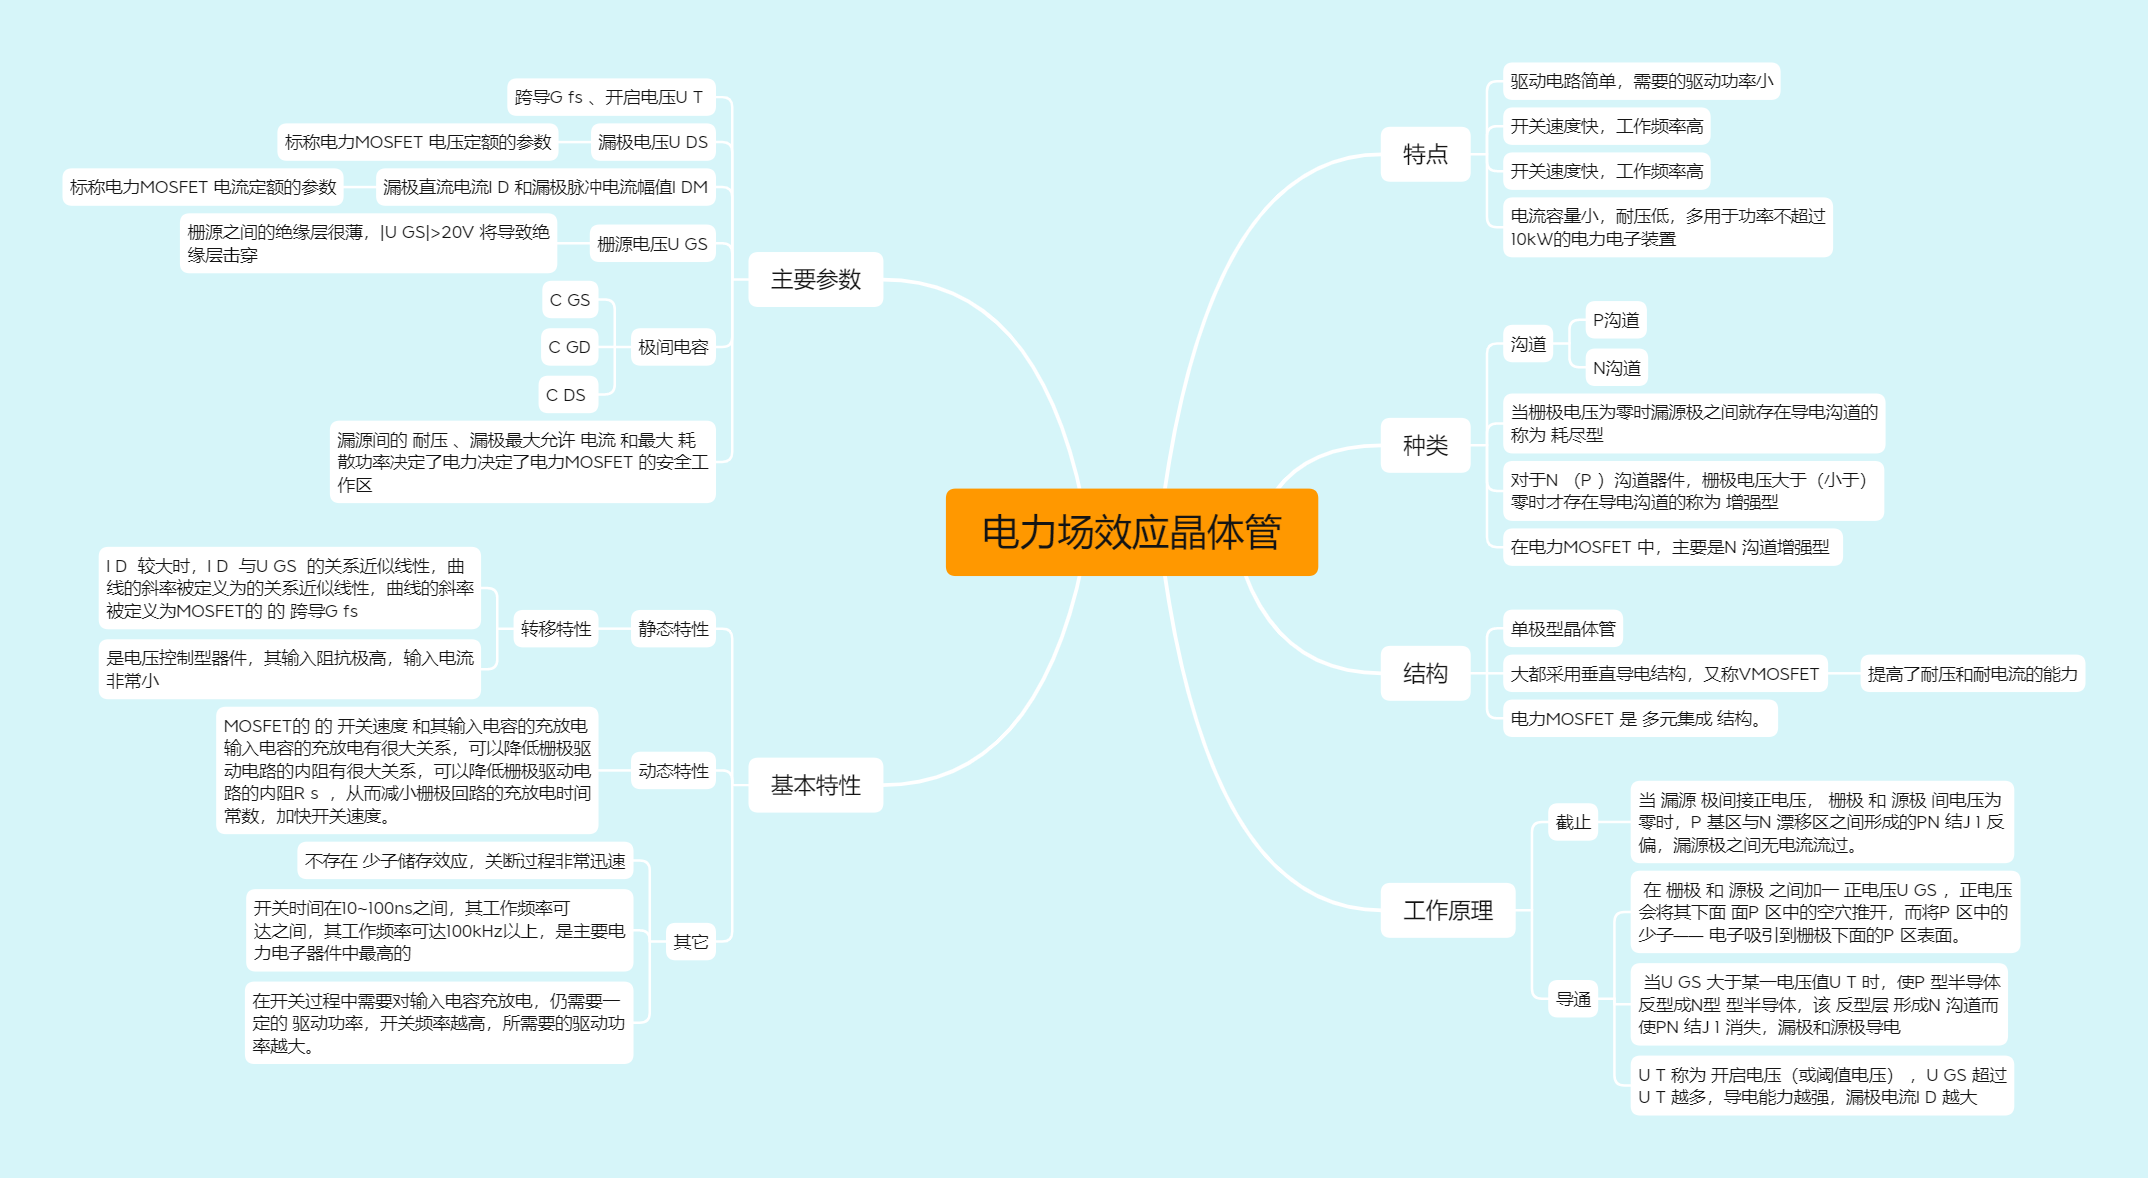 电力场效应晶体管
特点
驱动电路简单，需要的驱动功率小
开关速度快，工作频率高
开关速度快，工作频率高
电流容量小，耐压低，多用于功率不超过
10kW的电力电子装置
种类
沟道
P沟道
N沟道
当栅极电压为零时漏源极之间就存在导电沟道的
称为 耗尽型
对于N （P ）沟道器件，栅极电压大于（小于）
零时才存在导电沟道的称为 增强型
在电力MOSFET 中，主要是N 沟道增强型
结构
单极型晶体管
大都采用垂直导电结构，又称VMOSFET
提高了耐压和耐电流的能力
电力MOSFET 是 多元集成 结构。
工作原理
截止
当 漏源 极间接正电压， 栅极 和 源极 间电压为
零时，P 基区与N 漂移区之间形成的PN 结J 1 反
偏，漏源极之间无电流流过。
导通
在 栅极 和 源极 之间加一 正电压U GS ，正电压
会将其下面 面P 区中的空穴推开，而将P 区中的
少子—— 电子吸引到栅极下面的P 区表面。
当U GS 大于某一电压值U T 时，使P 型半导体
反型成N型 型半导体，该 反型层 形成N 沟道而
使PN 结J 1 消失，漏极和源极导电
U T 称为 开启电压（或阈值电压） ，U GS 超过
U T 越多，导电能力越强，漏极电流I D 越大
主要参数
跨导G fs 、开启电压U T
漏极电压U DS
标称电力MOSFET 电压定额的参数
漏极直流电流I D 和漏极脉冲电流幅值I DM
标称电力MOSFET 电流定额的参数
栅源电压U GS
栅源之间的绝缘层很薄，|U GS|>20V 将导致绝
缘层击穿
极间电容
C GS
C GD
C DS
漏源间的 耐压 、漏极最大允许 电流 和最大 耗
散功率决定了电力决定了电力MOSFET 的安全工
作区
基本特性
静态特性
转移特性
I D 较大时，I D 与U GS 的关系近似线性，曲
线的斜率被定义为的关系近似线性，曲线的斜率
被定义为MOSFET的 的 跨导G fs
是电压控制型器件，其输入阻抗极高，输入电流
非常小
动态特性
MOSFET的 的 开关速度 和其输入电容的充放电
输入电容的充放电有很大关系，可以降低栅极驱
动电路的内阻有很大关系，可以降低栅极驱动电
路的内阻R s ，从而减小栅极回路的充放电时间
常数，加快开关速度。
其它
不存在 少子储存效应，关断过程非常迅速
开关时间在10~100ns之间，其工作频率可
达之间，其工作频率可达100kHz以上，是主要电
力电子器件中最高的
在开关过程中需要对输入电容充放电，仍需要一
定的 驱动功率，开关频率越高，所需要的驱动功
率越大。